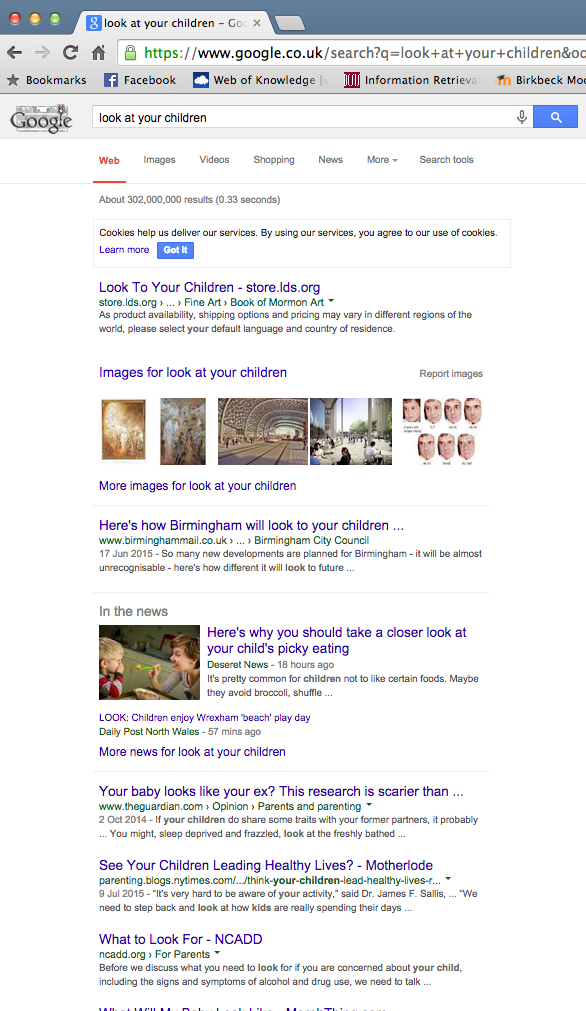 look at your children – Goo
https://www.google.co.uk/search?q=look+at+your+children&oq
Bookmarks Facebook Web of Knowledge [ Information Retrieva Birkbeck Moo
Google look at your children
Web Images Videos Shopping News More Search tools
About 302,000,000 results (0.33 seconds)
Cookies help us deliver our services. By using our services, you agree to our use of cookies.
Learn more Got it
Look To Your Children - store.lds.org
store.lds.org › ... › Fine Art › Book of Mormon Art
As product availability, shipping options and pricing may vary in different regions of the
world, please select your default language and country of residence.
Images for look at your children Report images
More images for look at your children
Here's how Birmingham will look to your children ...
www.birminghammail.co.uk › ... › Birmingham City Council
17 Jun 2015 - So many new developments are planned for Birmingham - it will be almost
unrecognisable - here's how different it will look to future ...
In the news
Here's why you should take a closer look at
your child's picky eating
Deseret News - 18 hours ago
It's pretty common for children not to like certain foods. Maybe
they avoid broccoli, shuffle ...
LOOK: Children enjoy Wrexham 'beach' play day
Daily Post North Wales - 57 mins ago
More news for look at your children
Your baby looks like your ex? This research is scarier than ...
www.theguardian.com › Opinion › Parents and parenting
2 Oct 2014 - If your children do share some traits with your former partners, it probably
... You might, sleep deprived and frazzled, look at the freshly bathed ...
See Your Children Leading Healthy Lives? - Motherlode
parenting.blogs.nytimes.com/.../think-your-children-lead-healthy-lives-r...
9 Jul 2015 - "It's very hard to be aware of your activity," said Dr. James F. Sallis, ... "We
need to step back and look at how kids are really spending their days ...
What to Look For - NCADD
ncadd.org › For Parents
Before we discuss what you need to look for if you are concerned about your child,
including the signs and symptoms of alcohol and drug use, we need to talk ...